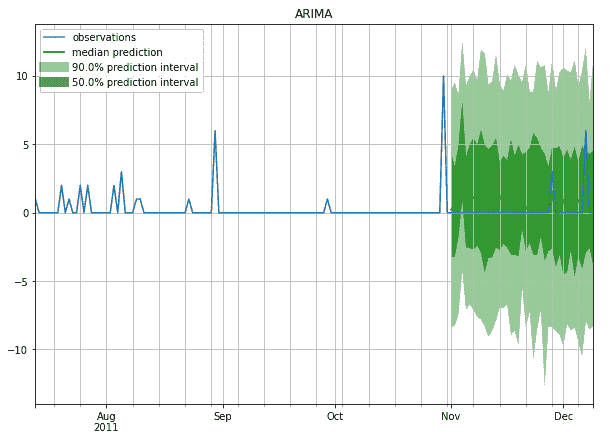 ARIMA
observations
median prediction
90.0% prediction interval
50.0% prediction interval
10
5
0
−5
−10
Aug
2011
Sep
Oct
Nov
Dec